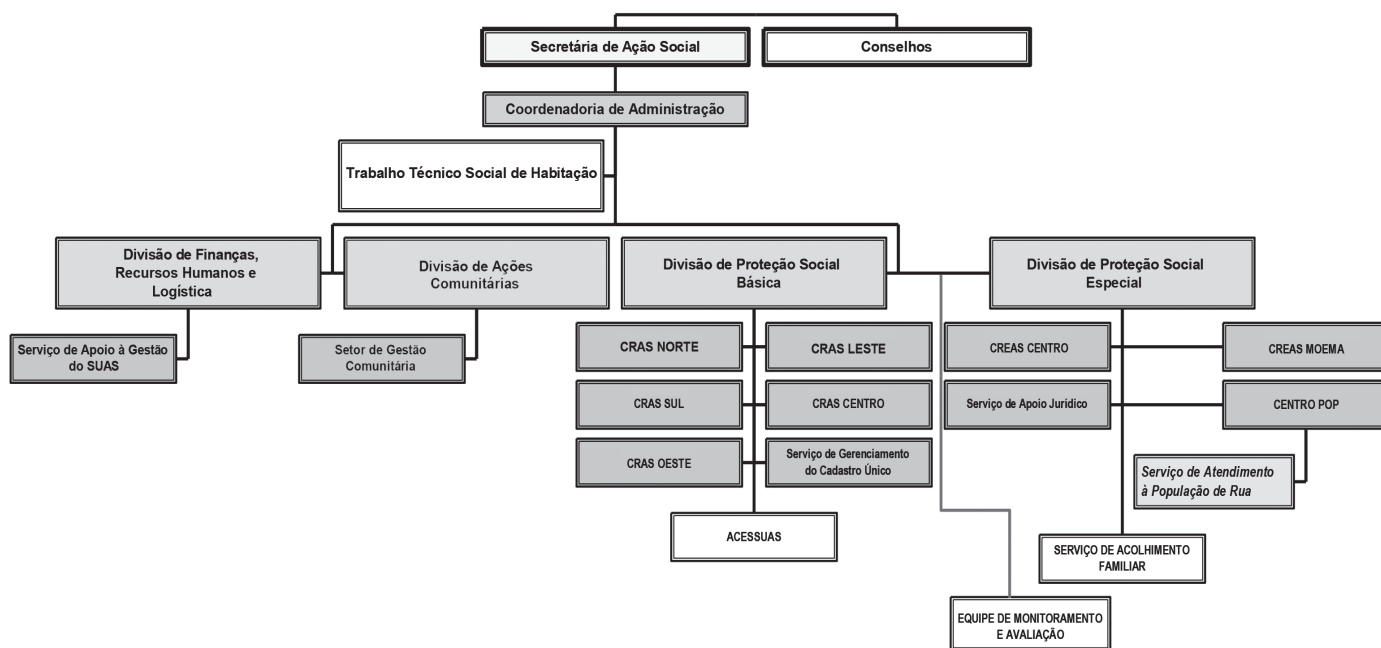 Secretária de Ação Social
Conselhos
Coordenadoria de Administração
Trabalho Técnico Social de Habitação
Divisão de Finanças,
Recursos Humanos e
Logística
Divisão de Ações
Comunitárias
Divisão de Proteção Social
Básica
Divisão de Proteção Social
Especial
Serviço de Apoio à Gestão
do SUAS
Setor de Gestão
Comunitária
CRAS NORTE
CRAS LESTE
CREAS CENTRO
CREAS MOEMA
CRAS SUL
CRAS CENTRO
Serviço de Apoio Juridico
CENTRO POP
CRAS OESTE
Serviço de Gerenciamento
do Cadastro Único
Serviço de Atendimento
à População de Rua
ACESSUAS
SERVIÇO DE ACOLHIMENTO
FAMILIAR
EQUIPE DE MONITORAMENTO
E AVALIAÇÃO